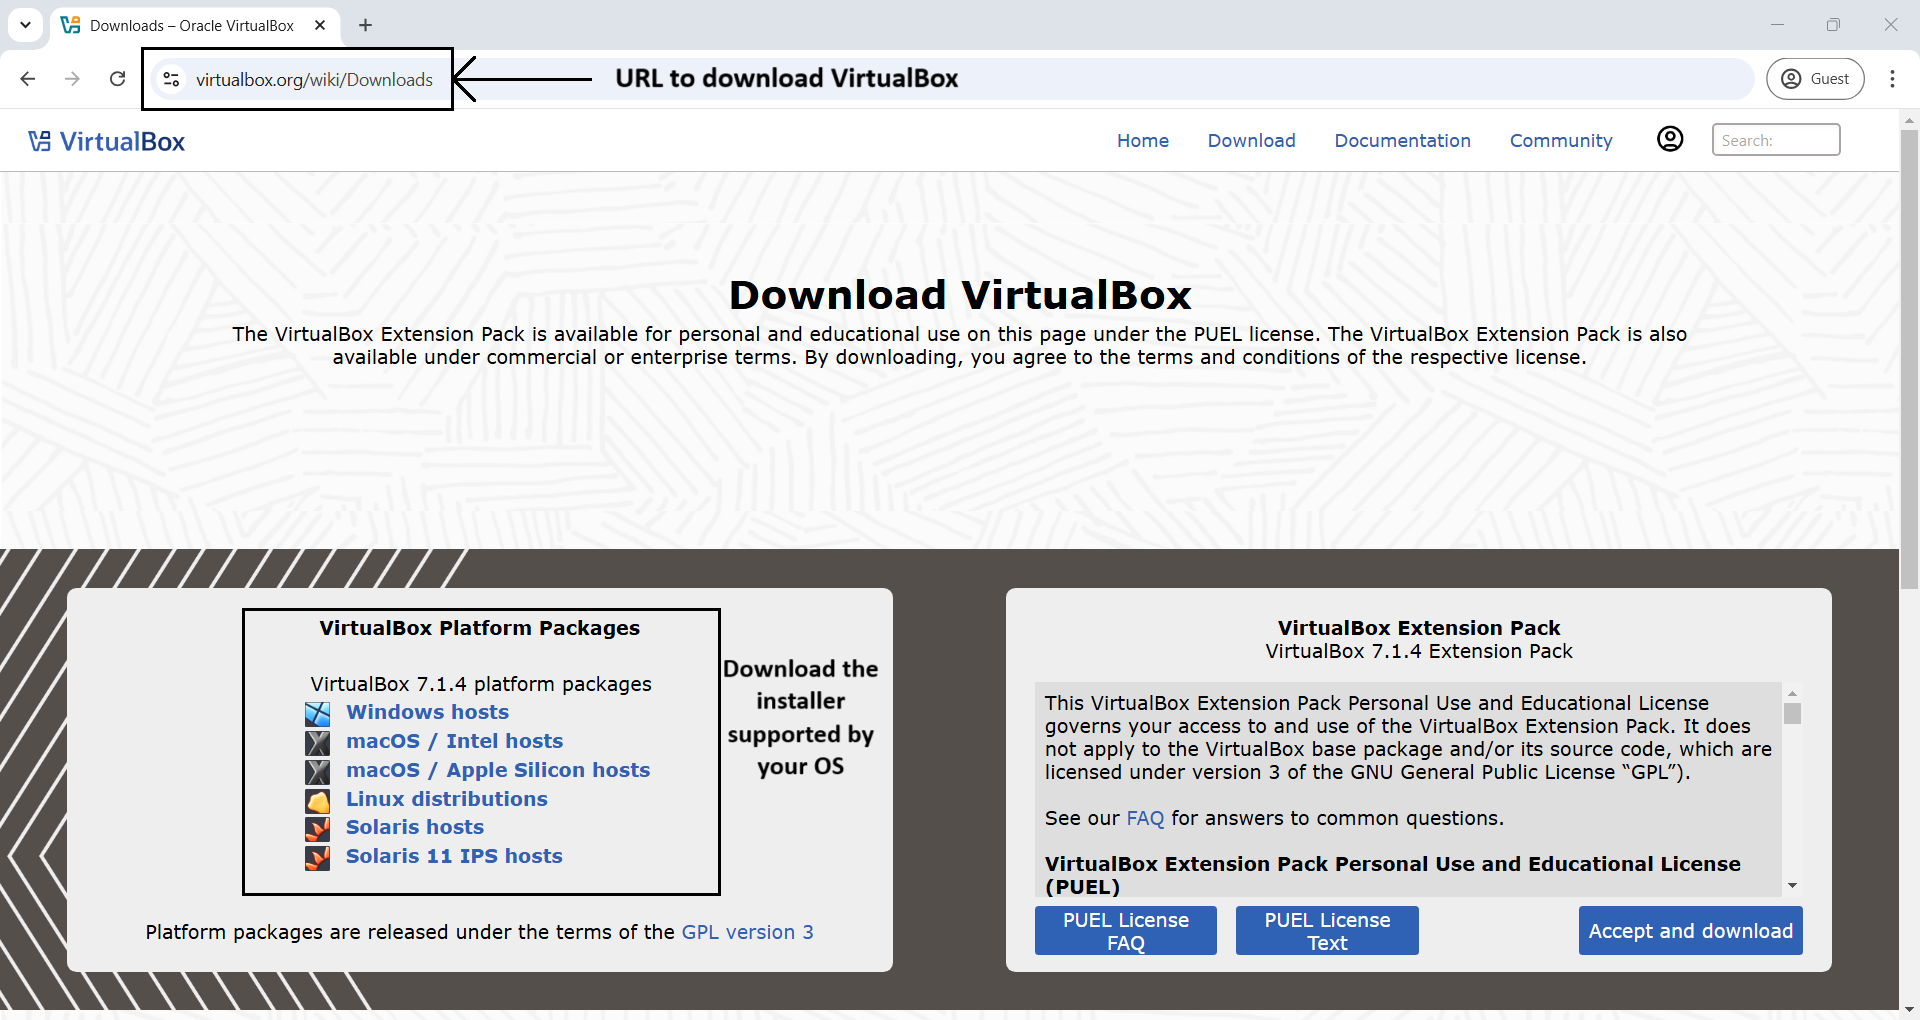 Downloads – Oracle VirtualBox
virtualbox.org/wiki/Downloads
URL to download VirtualBox
Guest
VirtualBox
Home
Download
Documentation
Community
Search:
Download VirtualBox
The VirtualBox Extension Pack is available for personal and educational use on this page under the PUEL license. The VirtualBox Extension Pack is also
available under commercial or enterprise terms. By downloading, you agree to the terms and conditions of the respective license.
VirtualBox Platform Packages
VirtualBox 7.1.4 platform packages
Windows hosts
macOS / Intel hosts
macOS / Apple Silicon hosts
Linux distributions
Solaris hosts
Solaris 11 IPS hosts
Download the
installer
supported by
your OS
Platform packages are released under the terms of the GPL version 3
VirtualBox Extension Pack
VirtualBox 7.1.4 Extension Pack
This VirtualBox Extension Pack Personal Use and Educational License
governs your access to and use of the VirtualBox Extension Pack. It does
not apply to the VirtualBox base package and/or its source code, which are
licensed under version 3 of the GNU General Public License “GPL”).
See our FAQ for answers to common questions.
VirtualBox Extension Pack Personal Use and Educational License
(PUEL)
PUEL License
FAQ
PUEL License
Text
Accept and download